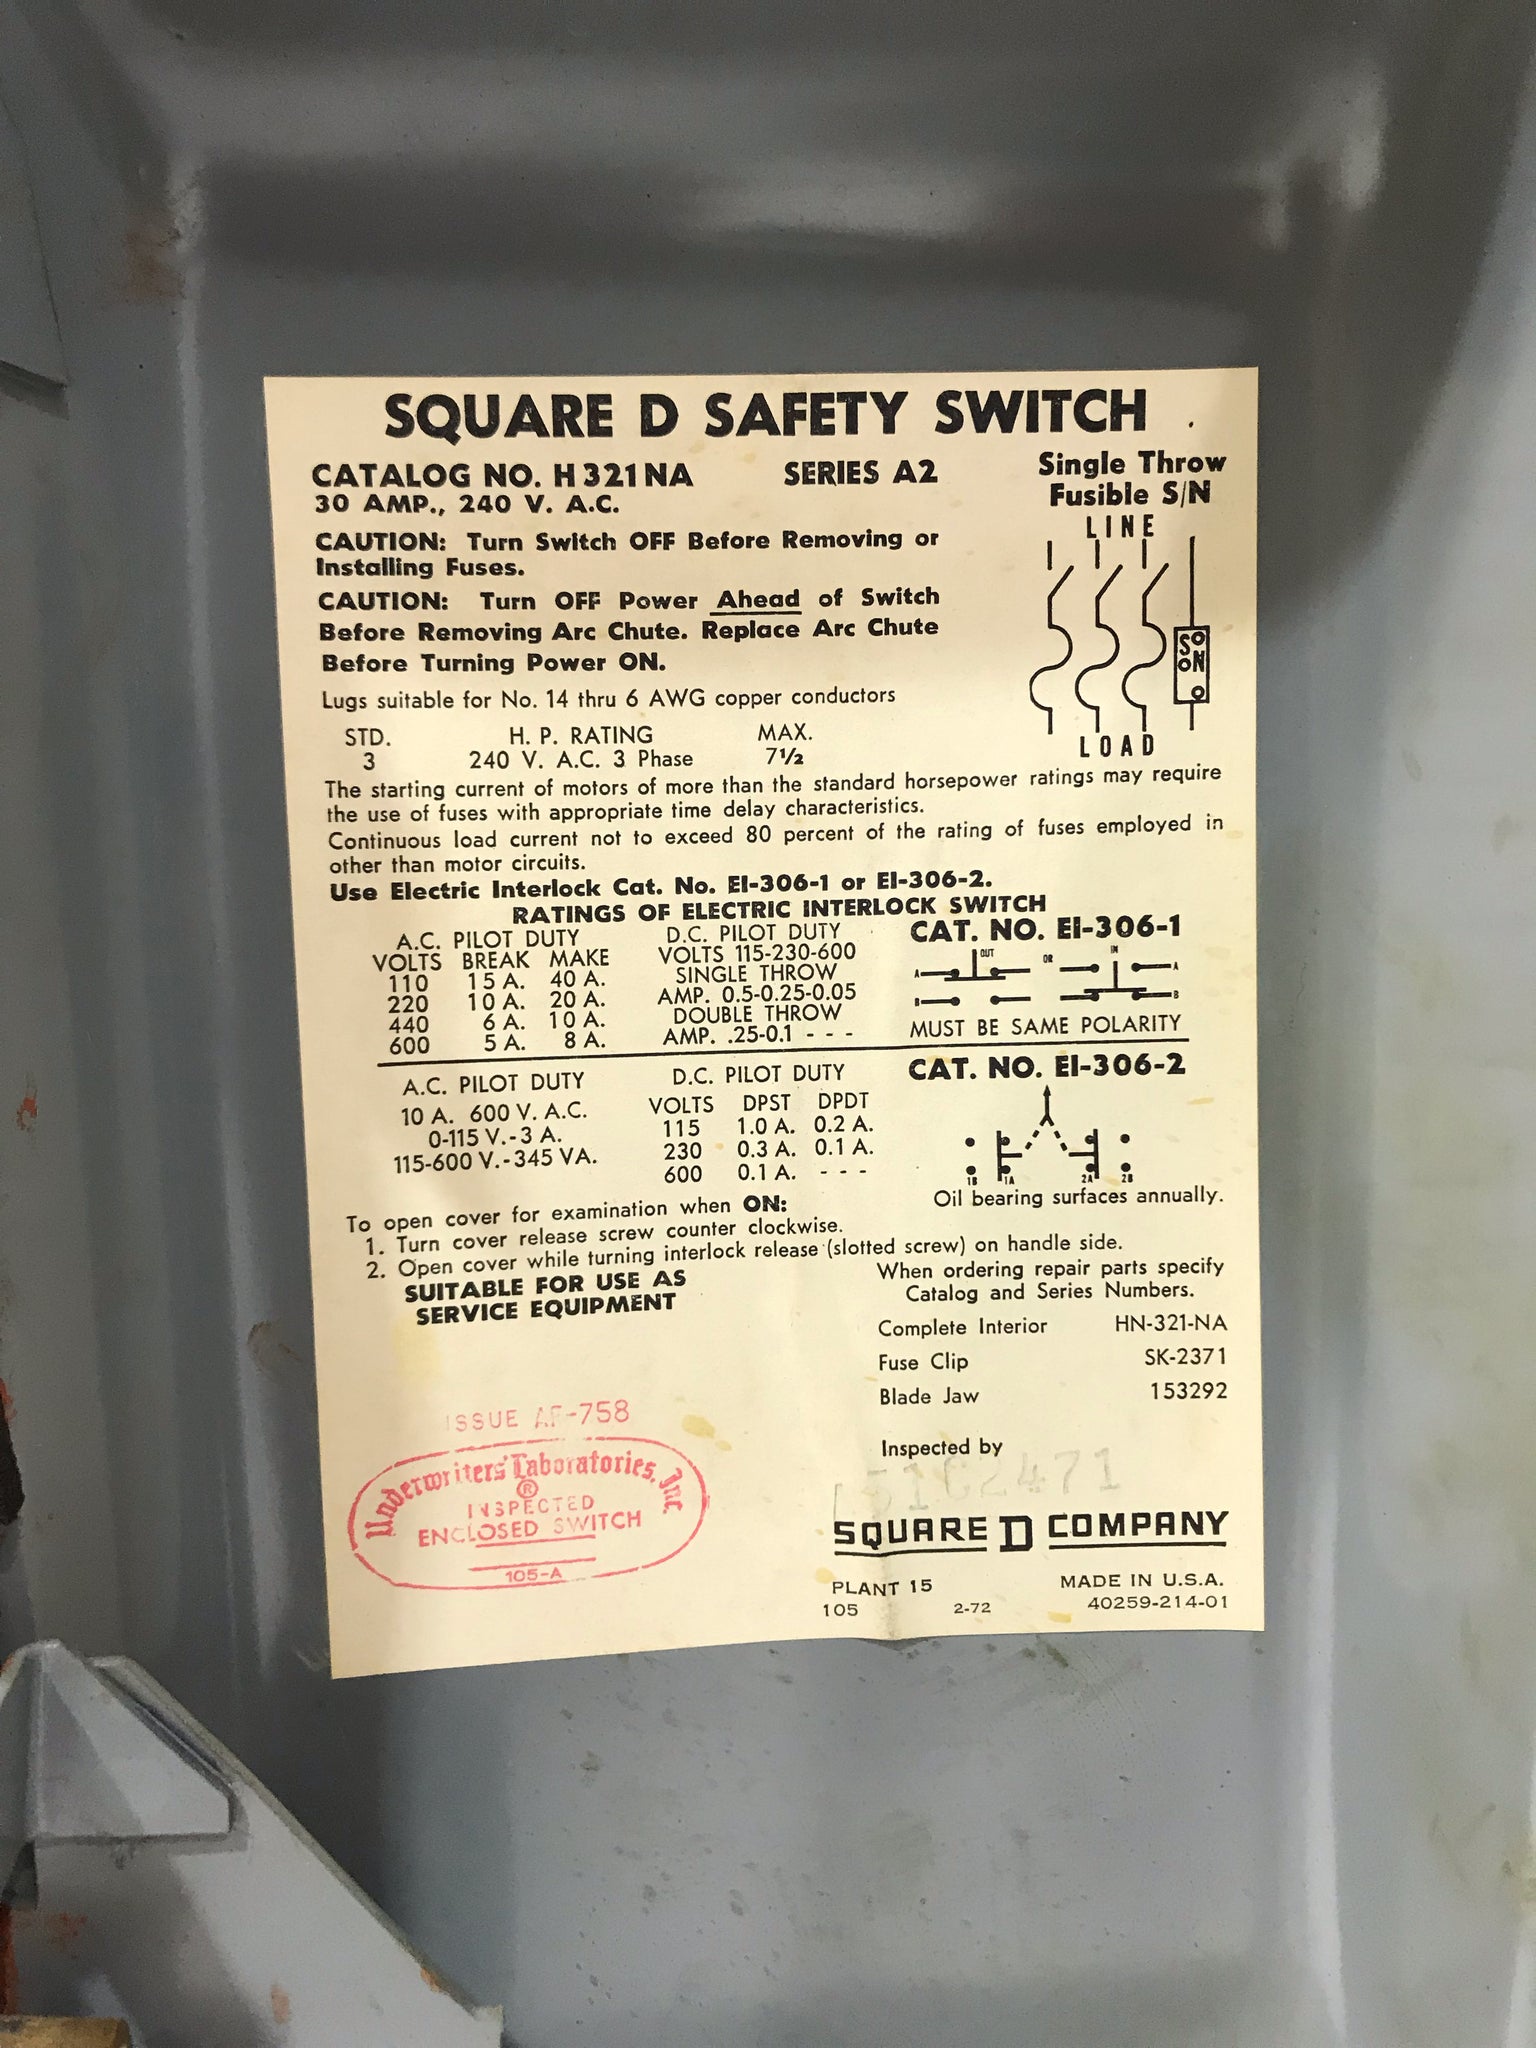 SQUARE D SAFETY SWITCH
CATALOG NO. H321NA SERIES A2
30 AMP., 240 V. A.C.
Single Throw
Fusible S/N
LINE
S
N
LOAD
CAUTION: Turn Switch OFF Before Removing or
Installing Fuses.
CAUTION: Turn OFF Power Ahead of Switch
Before Removing Arc Chute. Replace Arc Chute
Before Turning Power ON.
Lugs suitable for No. 14 thru 6 AWG copper conductors
STD. H. P. RATING MAX.
3 240 V. A.C. 3 Phase 7½
The starting current of motors of more than the standard horsepower ratings may require
the use of fuses with appropriate time delay characteristics.
Continuous load current not to exceed 80 percent of the rating of fuses employed in
other than motor circuits.
Use Electric Interlock Cat. No. EI-306-1 or EI-306-2.
RATINGS OF ELECTRIC INTERLOCK SWITCH
A.C. PILOT DUTY
VOLTS BREAK MAKE
110 15 A. 40 A.
220 10 A. 20 A.
440 6 A. 10 A.
600 5 A. 8 A.
D.C. PILOT DUTY
VOLTS 115-230-600
SINGLE THROW
AMP. 0.5-0.25-0.05
DOUBLE THROW
AMP. .25-0.1 - - -
CAT. NO. EI-306-1
OUT OR IN
A A
B B
MUST BE SAME POLARITY
A.C. PILOT DUTY
10 A. 600 V. A.C.
0-115 V.-3 A.
115-600 V.-345 VA.
D.C. PILOT DUTY
VOLTS DPST DPDT
115 1.0 A. 0.2 A.
230 0.3 A. 0.1 A.
600 0.1 A. - - -
CAT. NO. EI-306-2
1B 1A 2A 2B
Oil bearing surfaces annually.
To open cover for examination when ON:
1. Turn cover release screw counter clockwise.
2. Open cover while turning interlock release (slotted screw) on handle side.
SUITABLE FOR USE AS
SERVICE EQUIPMENT
When ordering repair parts specify
Catalog and Series Numbers.
Complete Interior HN-321-NA
Fuse Clip SK-2371
Blade Jaw 153292
ISSUE AF-758
Underwriters' Laboratories, Inc.
®
INSPECTED
ENCLOSED SWITCH
105-A
Inspected by
SQUARE D COMPANY
PLANT 15 MADE IN U.S.A.
105 2-72 40259-214-01